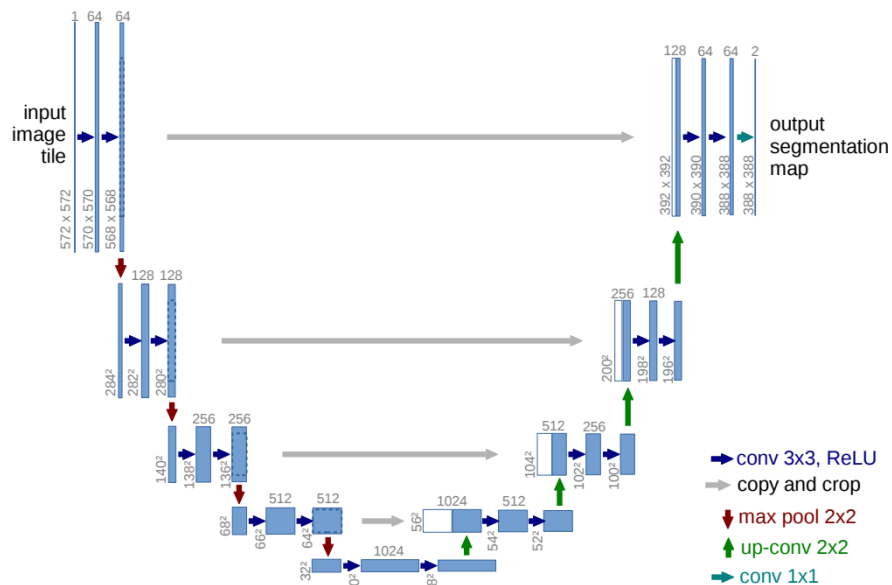 1 64 64
input
image
tile
572 x 572
570 x 570
568 x 568
128 64 64 2
output
segmentation
map
392 x 392
390 x 390
388 x 388
388 x 388
128 128
284²
282²
280²
256 128
200²
198²
196²
256 256
140²
138²
136²
512 256
104²
102²
100²
512 512
68²
66²
64²
1024 512
56²
54²
52²
1024
32²
0²
8²
conv 3x3, ReLU
copy and crop
max pool 2x2
up-conv 2x2
conv 1x1